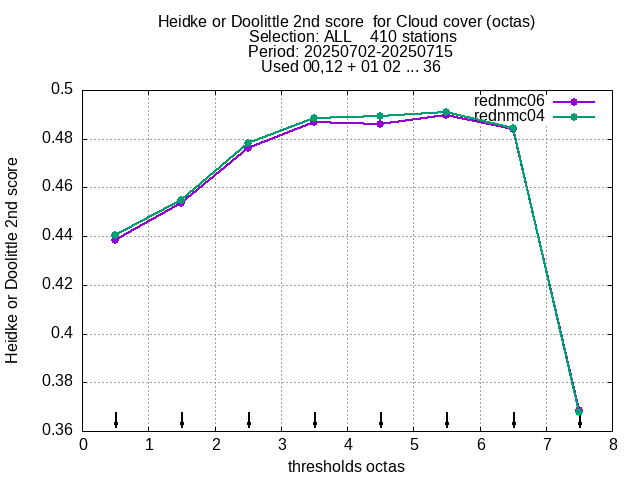 Heidke or Doolittle 2nd score  for Cloud cover (octas)
Selection: ALL    410 stations
Period: 20250702-20250715
Used 00,12 + 01 02 ... 36
rednmc06
rednmc04
0.5
0.48
0.46
0.44
0.42
0.4
0.38
0.36
Heidke or Doolittle 2nd score
0 1 2 3 4 5 6 7 8
thresholds octas